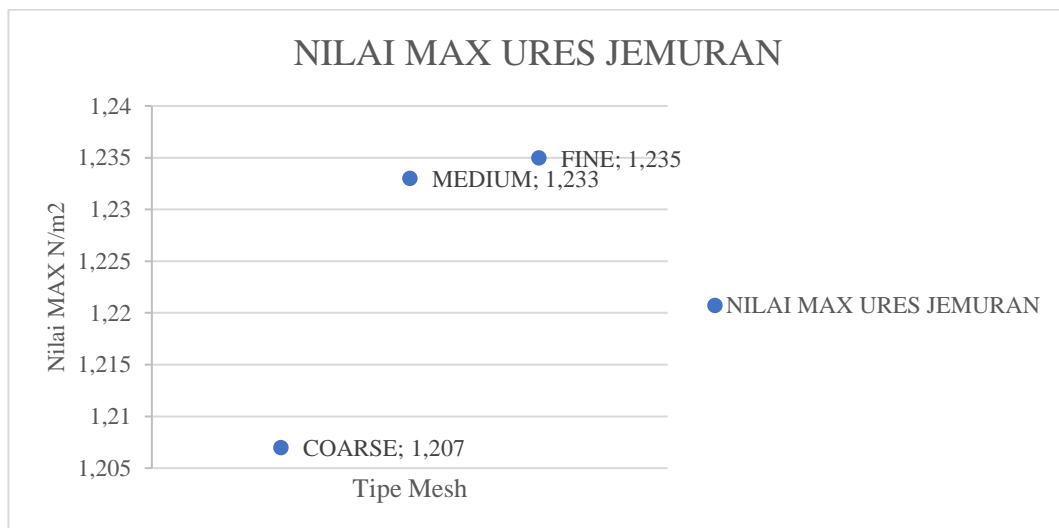 NILAI MAX URES JEMURAN
1,24
1,235
1,23
1,225
1,22
1,215
1,21
1,205
Nilai MAX N/m2
FINE; 1,235
MEDIUM; 1,233
COARSE; 1,207
Tipe Mesh
NILAI MAX URES JEMURAN